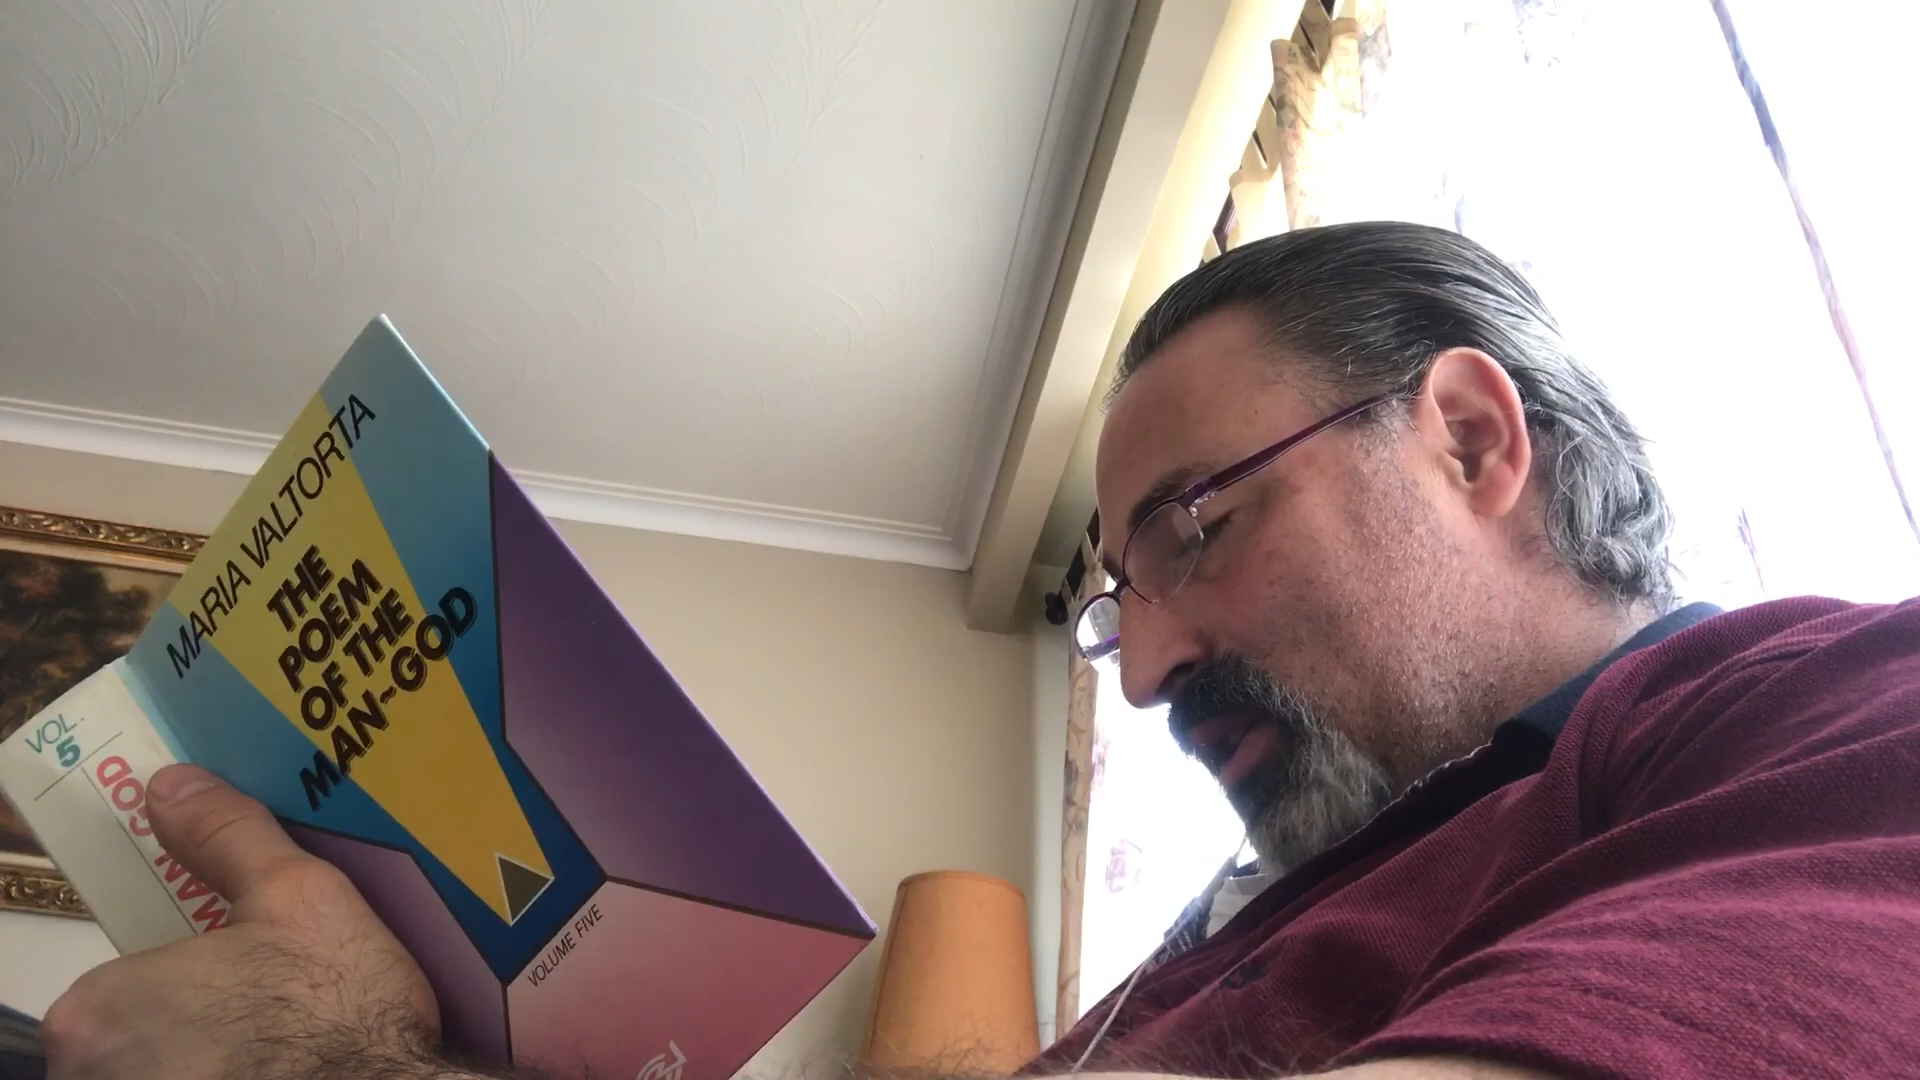 MARIA VALTORTA
THE
POEM
OF THE
MAN~GOD
VOLUME FIVE
VOL.
5
MAN
GOD